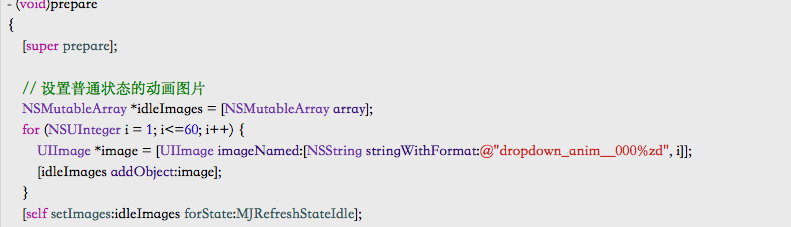 - (void)prepare
{
[super prepare];
// 设置普通状态的动画图片
NSMutableArray *idleImages = [NSMutableArray array];
for (NSUInteger i = 1; i<=60; i++) {
UIImage *image = [UIImage imageNamed:[NSString stringWithFormat:@"dropdown_anim__000%zd", i]];
[idleImages addObject:image];
}
[self setImages:idleImages forState:MJRefreshStateIdle];